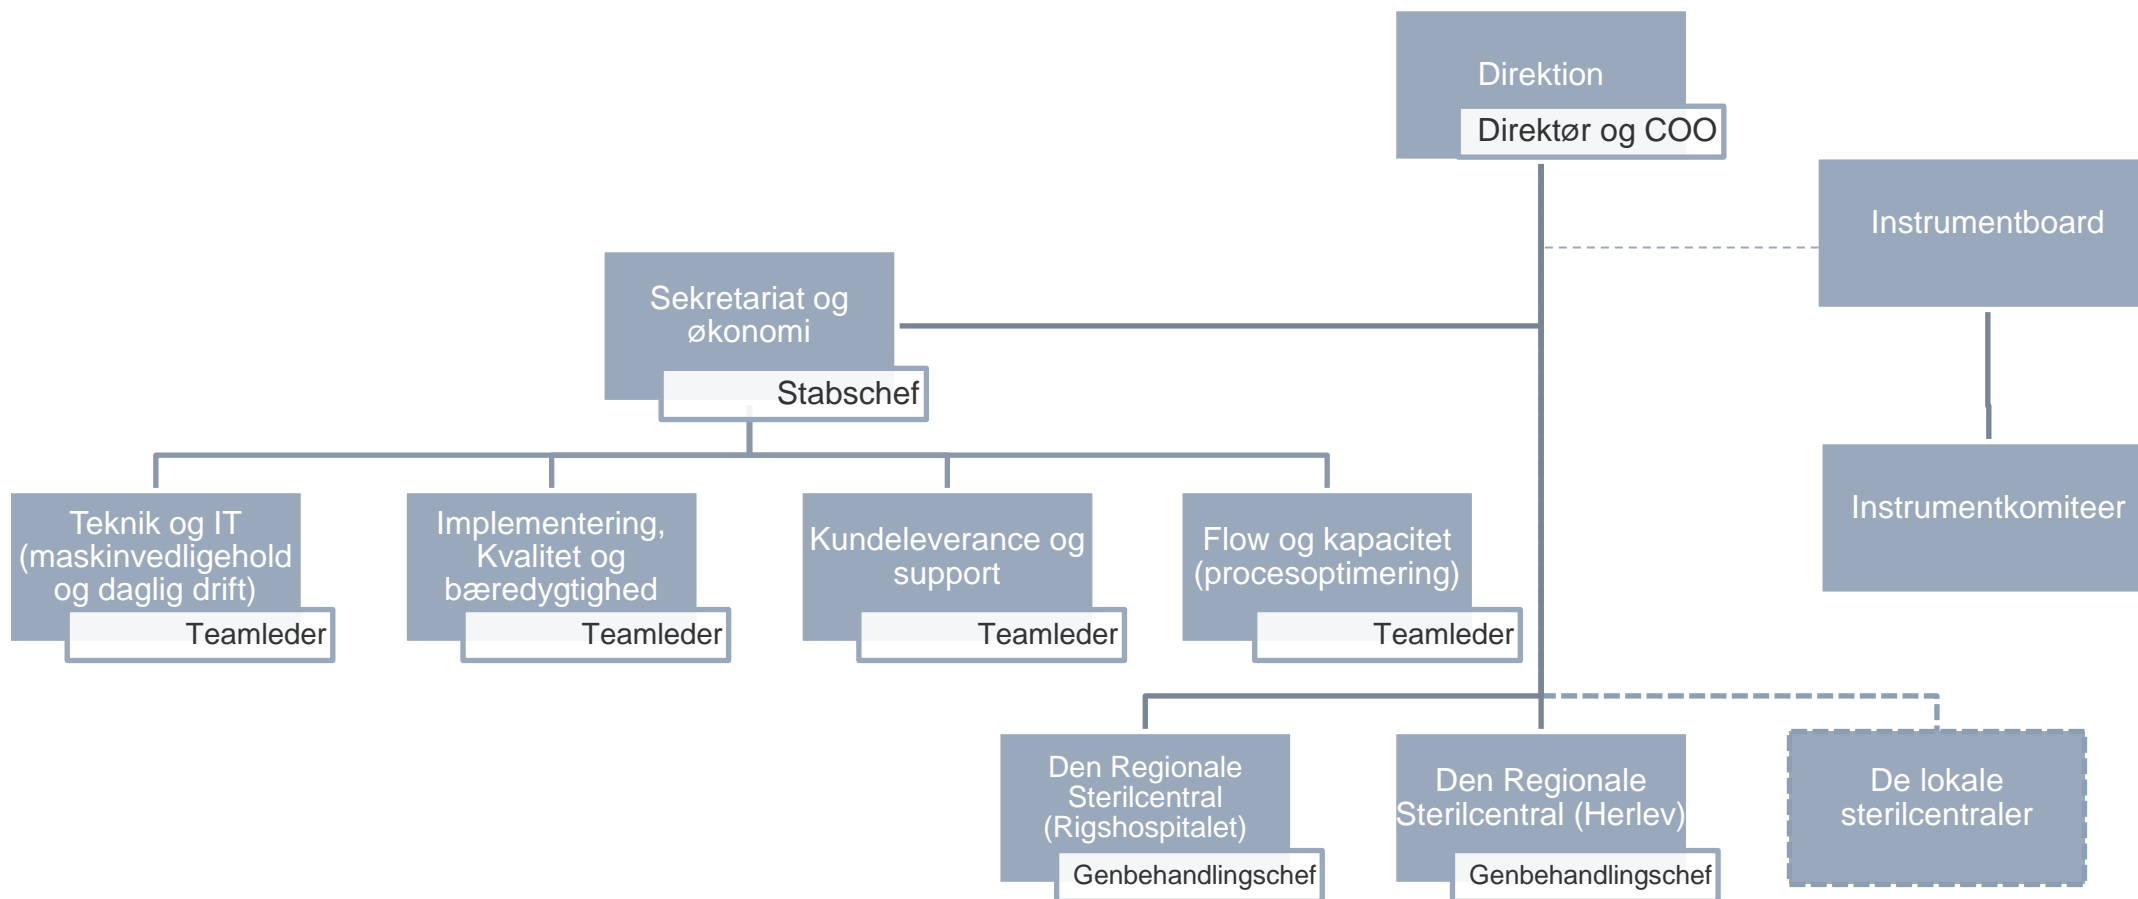 Direktion
Direktør og COO
Instrumentboard
Sekretariat og
økonomi
Stabschef
Instrumentkomiteer
Teknik og IT
(maskinvedligehold
og daglig drift)
Teamleder
Implementering,
Kvalitet og
bæredygtighed
Teamleder
Kundeleverance og
support
Teamleder
Flow og kapacitet
(procesoptimering)
Teamleder
Den Regionale
Sterilcentral
(Rigshospitalet)
Genbehandlingschef
Den Regionale
Sterilcentral (Herlev)
Genbehandlingschef
De lokale
sterilcentraler